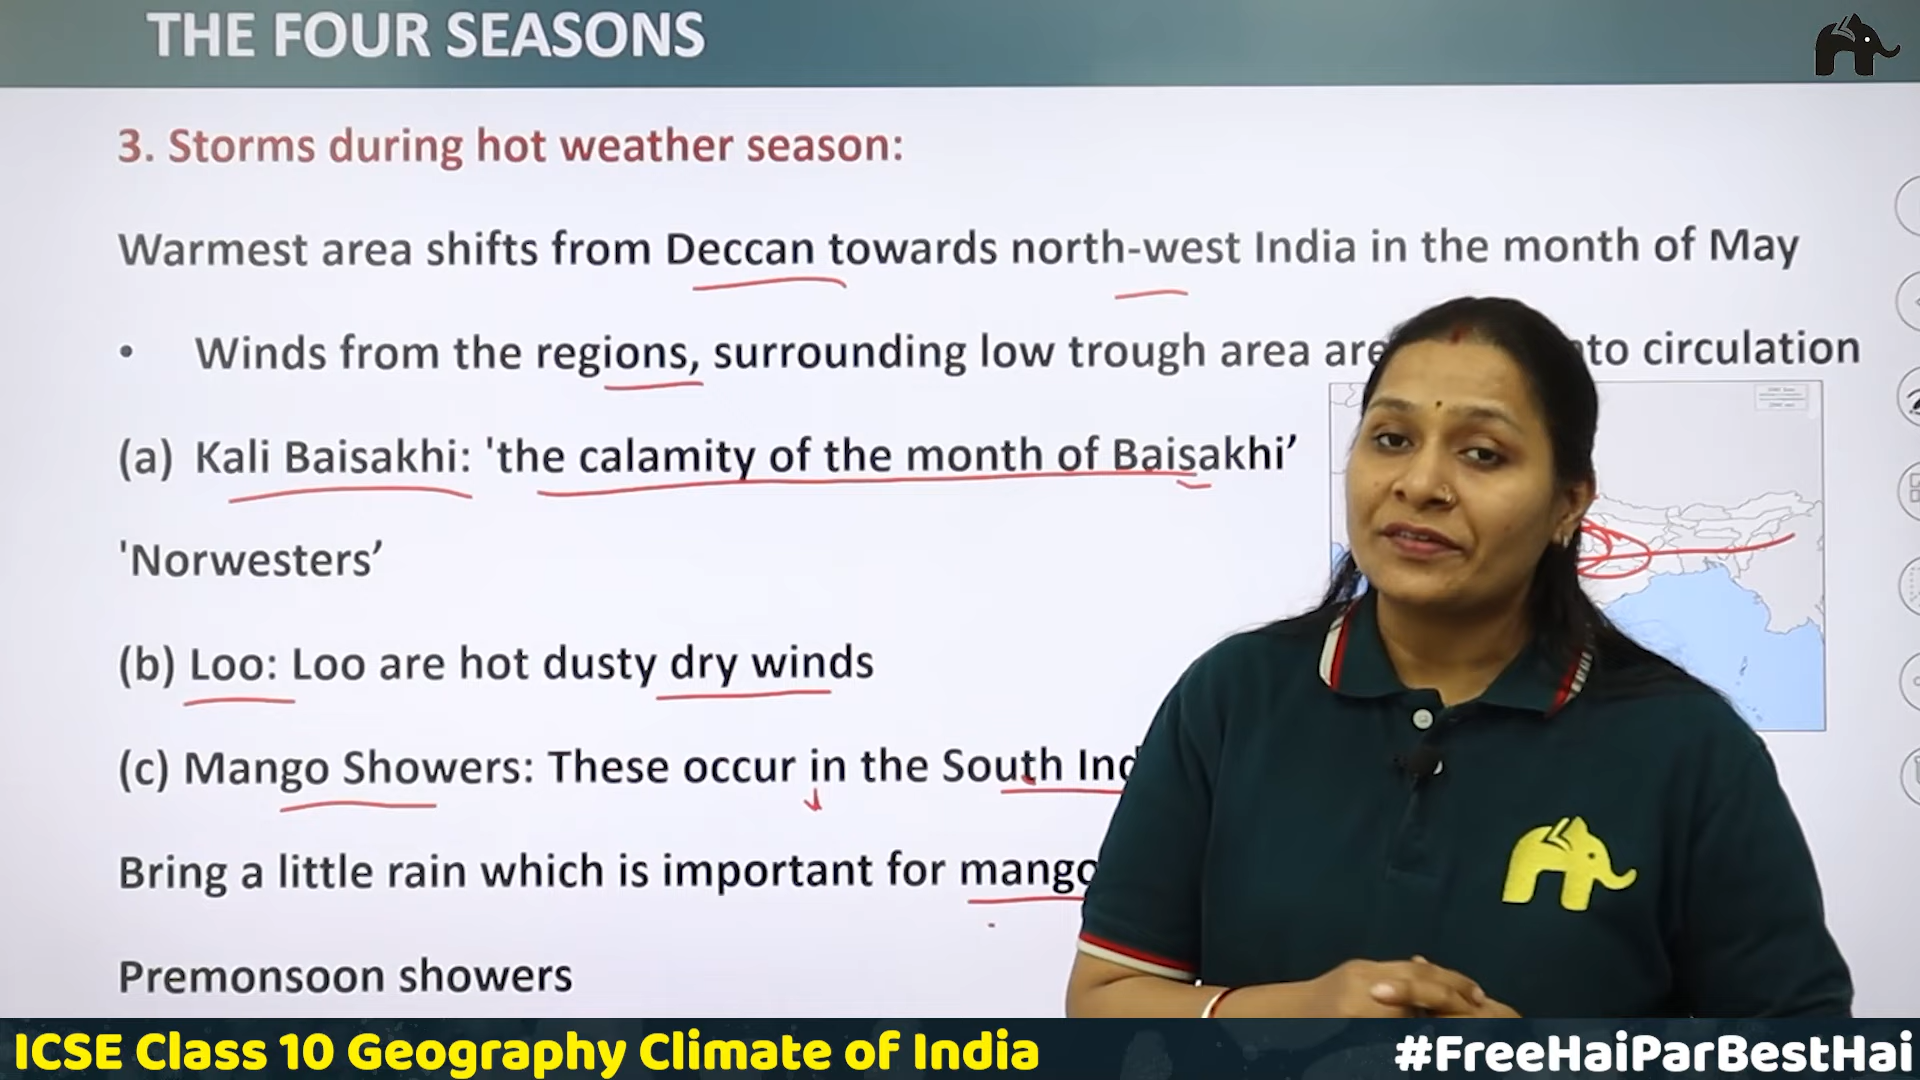 THE FOUR SEASONS
3. Storms during hot weather season:
Warmest area shifts from Deccan towards north-west India in the month of May
• Winds from the regions, surrounding low trough area are to circulation
(a) Kali Baisakhi: 'the calamity of the month of Baisakhi’
'Norwesters’
(b) Loo: Loo are hot dusty dry winds
(c) Mango Showers: These occur in the South Ind
Bring a little rain which is important for mango
Premonsoon showers
ICSE Class 10 Geography Climate of India
#FreeHaiParBestHai